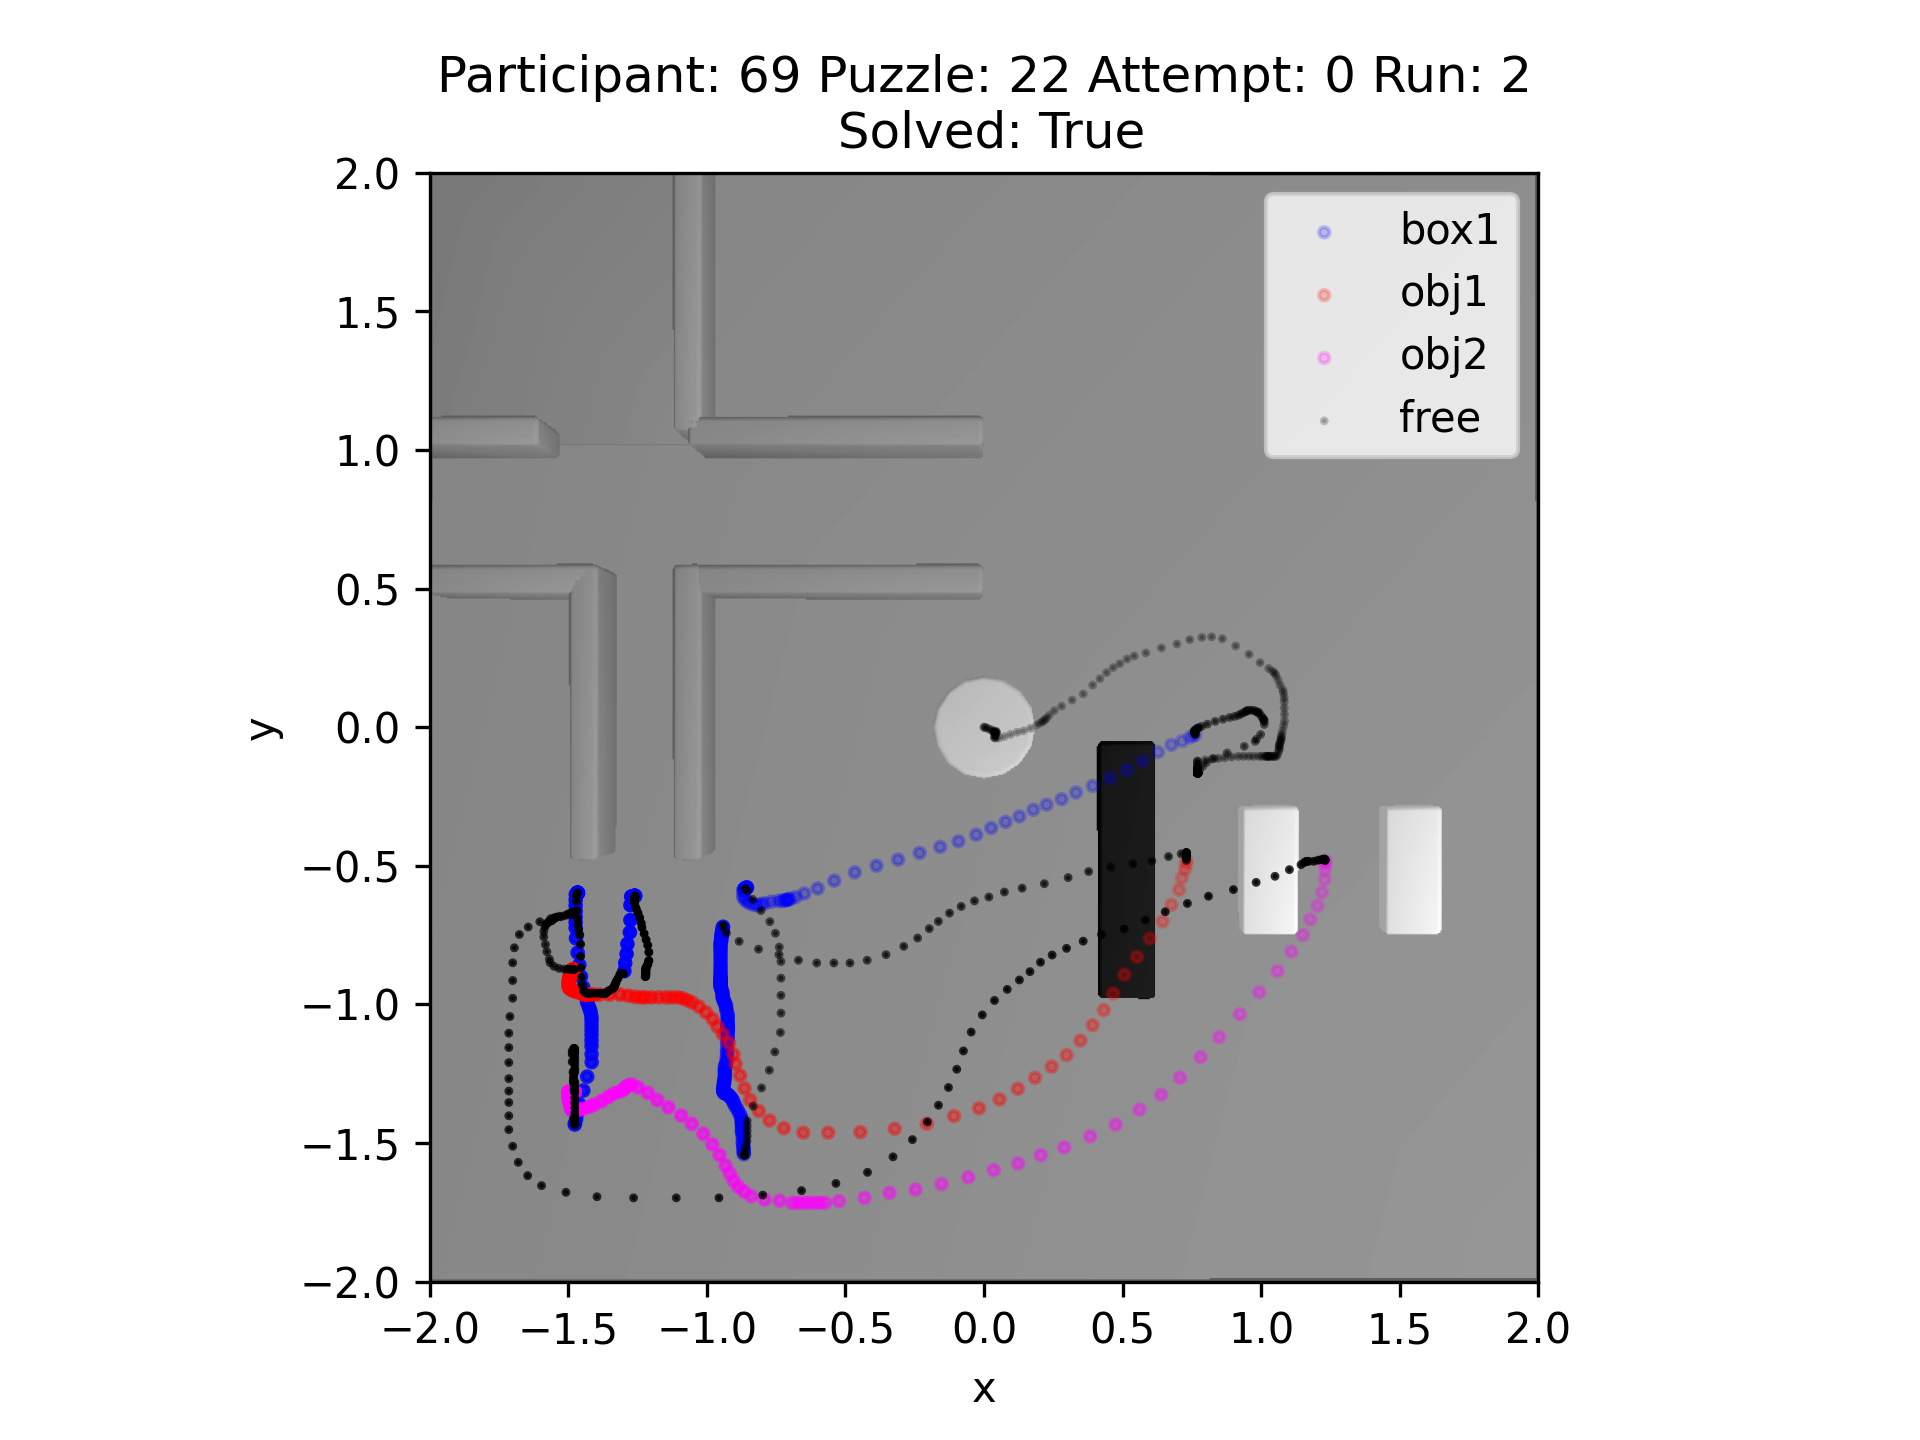 Participant: 69 Puzzle: 22 Attempt: 0 Run: 2
Solved: True
2.0
1.5
1.0
0.5
0.0
−0.5
−1.0
−1.5
−2.0
y
box1
obj1
obj2
free
−2.0 −1.5 −1.0 −0.5 0.0 0.5 1.0 1.5 2.0
x